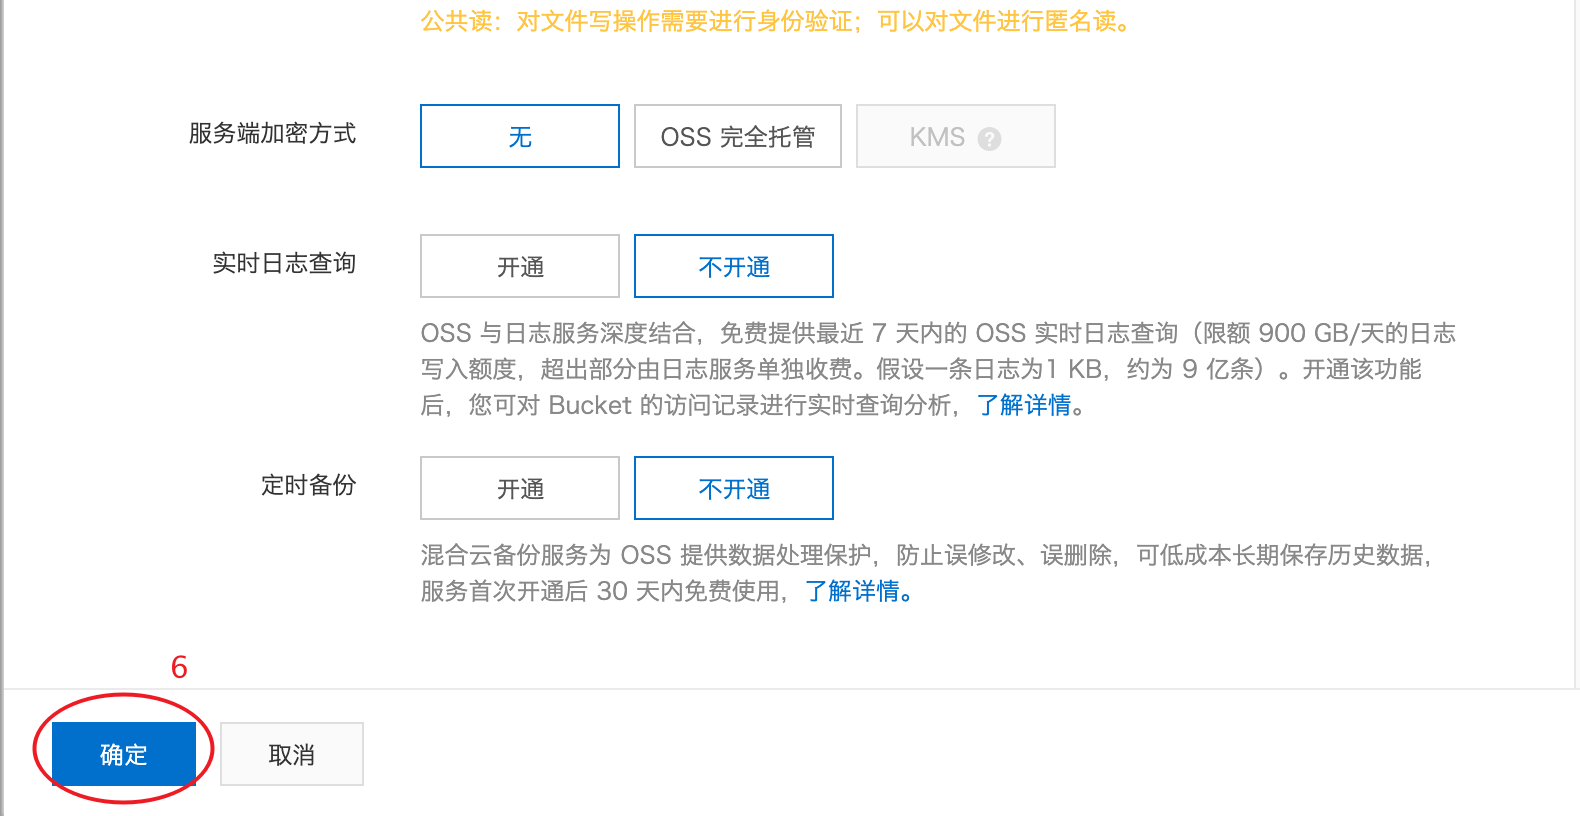 公共读：对文件写操作需要进行身份验证；可以对文件进行匿名读。
服务端加密方式
无
OSS 完全托管
KMS ?
实时日志查询
开通
不开通
OSS 与日志服务深度结合，免费提供最近 7 天内的 OSS 实时日志查询（限额 900 GB/天的日志
写入额度，超出部分由日志服务单独收费。假设一条日志为1 KB，约为 9 亿条）。开通该功能
后，您可对 Bucket 的访问记录进行实时查询分析，了解详情。
定时备份
开通
不开通
混合云备份服务为 OSS 提供数据处理保护，防止误修改、误删除，可低成本长期保存历史数据，
服务首次开通后 30 天内免费使用，了解详情。
6
确定
取消